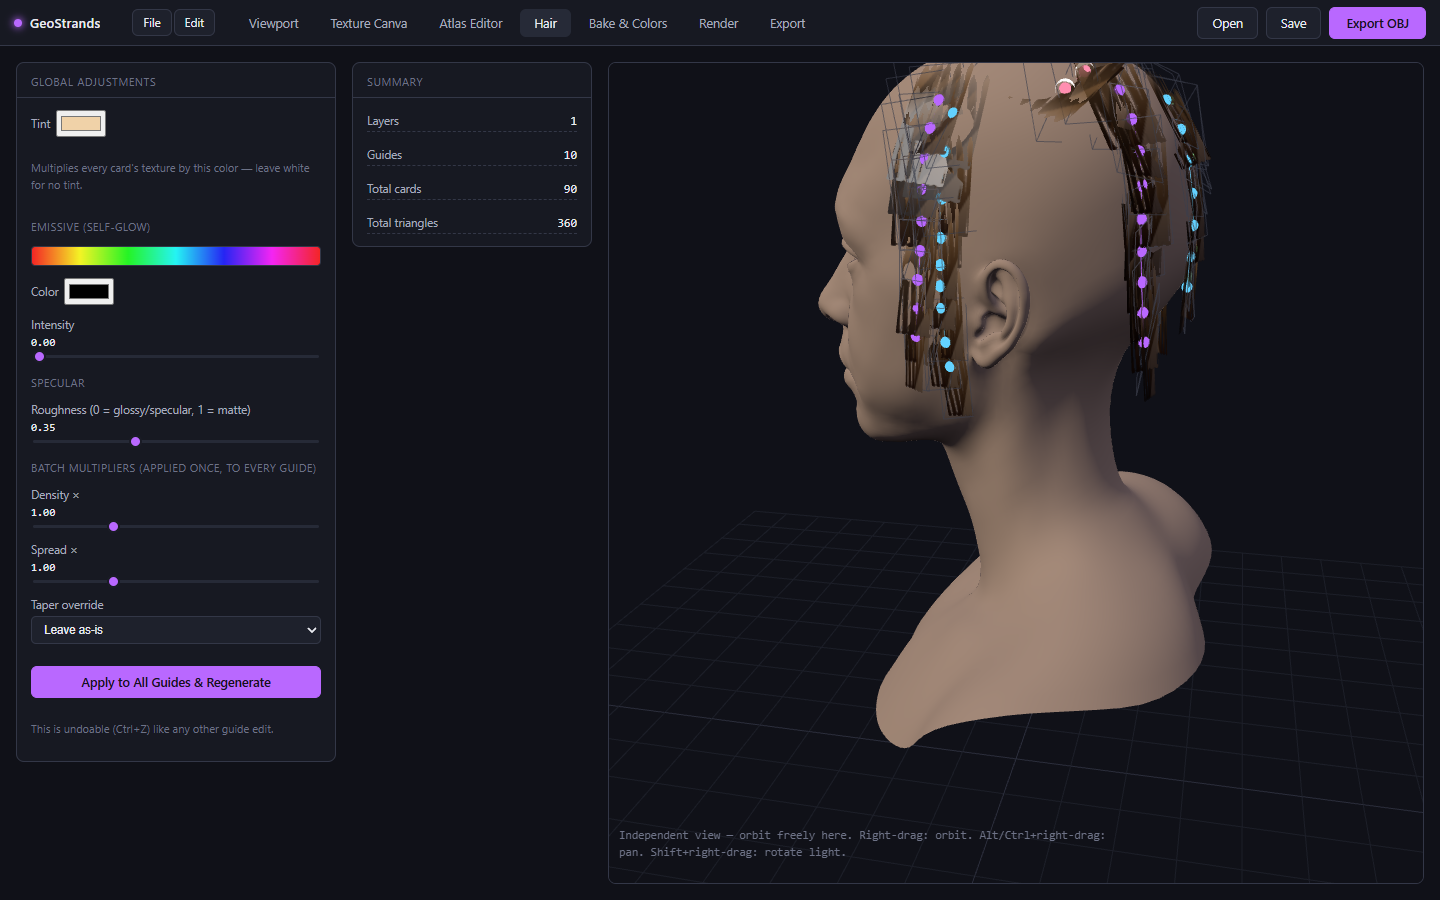 GeoStrands
File
Edit
Viewport
Texture Canva
Atlas Editor
Hair
Bake & Colors
Render
Export
Open
Save
Export OBJ
GLOBAL ADJUSTMENTS
Tint
Multiplies every card's texture by this color — leave white
for no tint.
EMISSIVE (SELF-GLOW)
Color
Intensity
0.00
SPECULAR
Roughness (0 = glossy/specular, 1 = matte)
0.35
BATCH MULTIPLIERS (APPLIED ONCE, TO EVERY GUIDE)
Density ×
1.00
Spread ×
1.00
Taper override
Leave as-is
Apply to All Guides & Regenerate
This is undoable (Ctrl+Z) like any other guide edit.
SUMMARY
Layers 1
Guides 10
Total cards 90
Total triangles 360
Independent view — orbit freely here. Right-drag: orbit. Alt/Ctrl+right-drag:
pan. Shift+right-drag: rotate light.